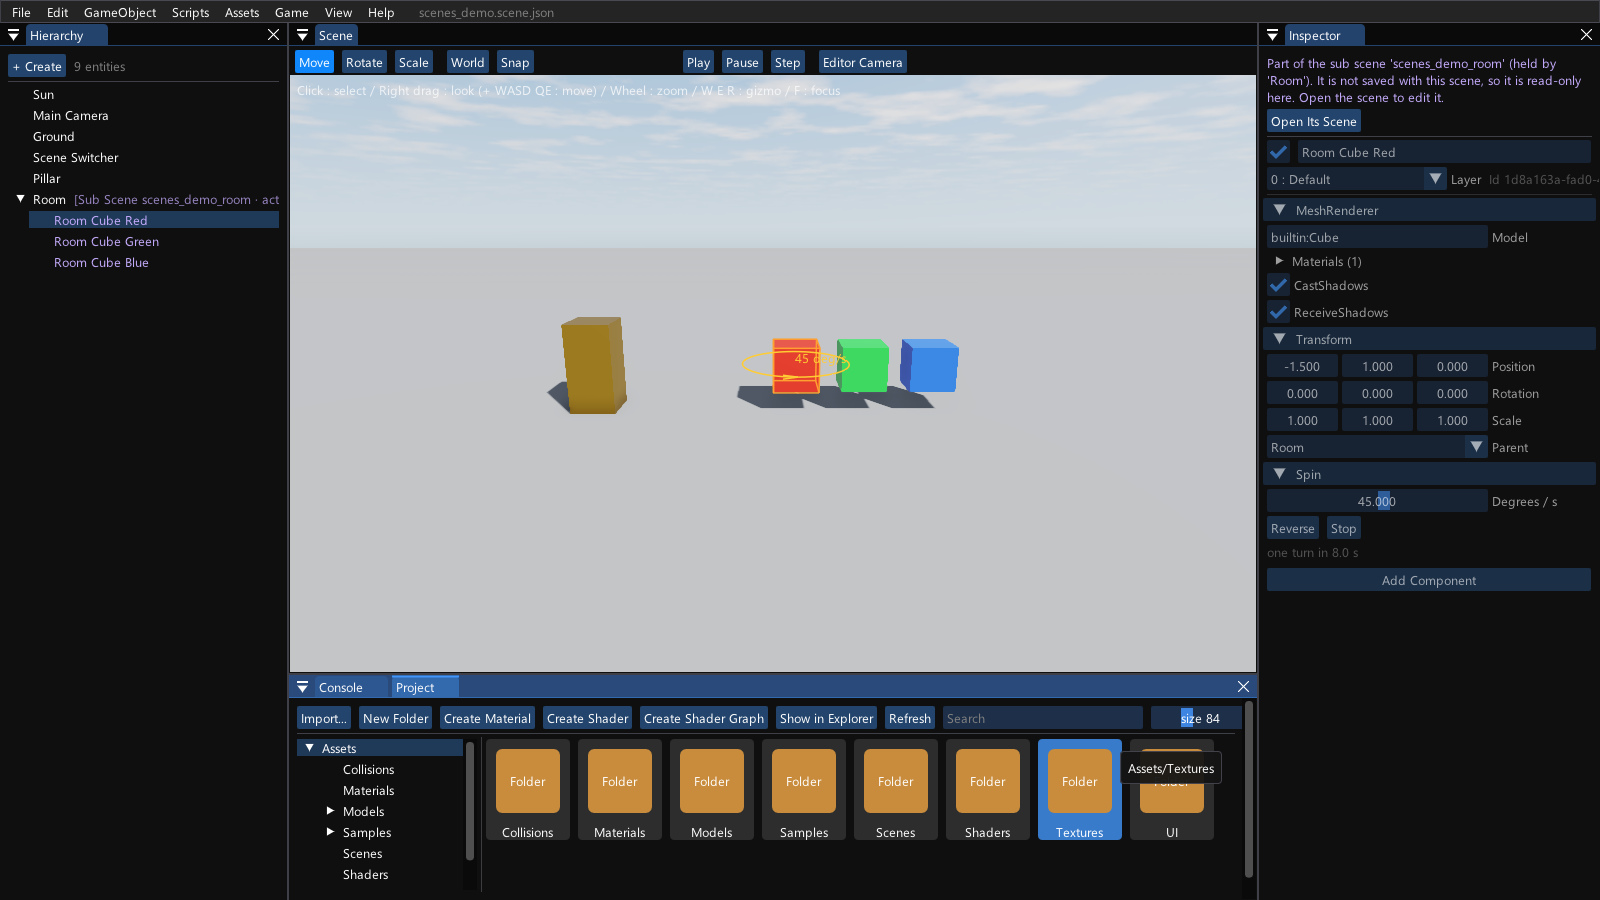 File Edit GameObject Scripts Assets Game View Help scenes_demo.scene.json
Hierarchy
+ Create 9 entities
Sun
Main Camera
Ground
Scene Switcher
Pillar
Room [Sub Scene scenes_demo_room · act
Room Cube Red
Room Cube Green
Room Cube Blue
Scene
Move Rotate Scale World Snap Play Pause Step Editor Camera
Click : select / Right drag : look (+ WASD QE : move) / Wheel : zoom / W E R : gizmo / F : focus
Console Project
Import... New Folder Create Material Create Shader Create Shader Graph Show in Explorer Refresh Search size 84
Assets
Collisions
Materials
Models
Samples
Scenes
Shaders
Folder Folder Folder Folder Folder Folder Folder
Collisions Materials Models Samples Scenes Shaders Textures UI
Assets/Textures
Inspector
Part of the sub scene 'scenes_demo_room' (held by
'Room'). It is not saved with this scene, so it is read-only
here. Open the scene to edit it.
Open Its Scene
Room Cube Red
0 : Default Layer Id 1d8a163a-fad0-
MeshRenderer
builtin:Cube Model
Materials (1)
CastShadows
ReceiveShadows
Transform
-1.500 1.000 0.000 Position
0.000 0.000 0.000 Rotation
1.000 1.000 1.000 Scale
Room Parent
Spin
45.000 Degrees / s
Reverse Stop
one turn in 8.0 s
Add Component